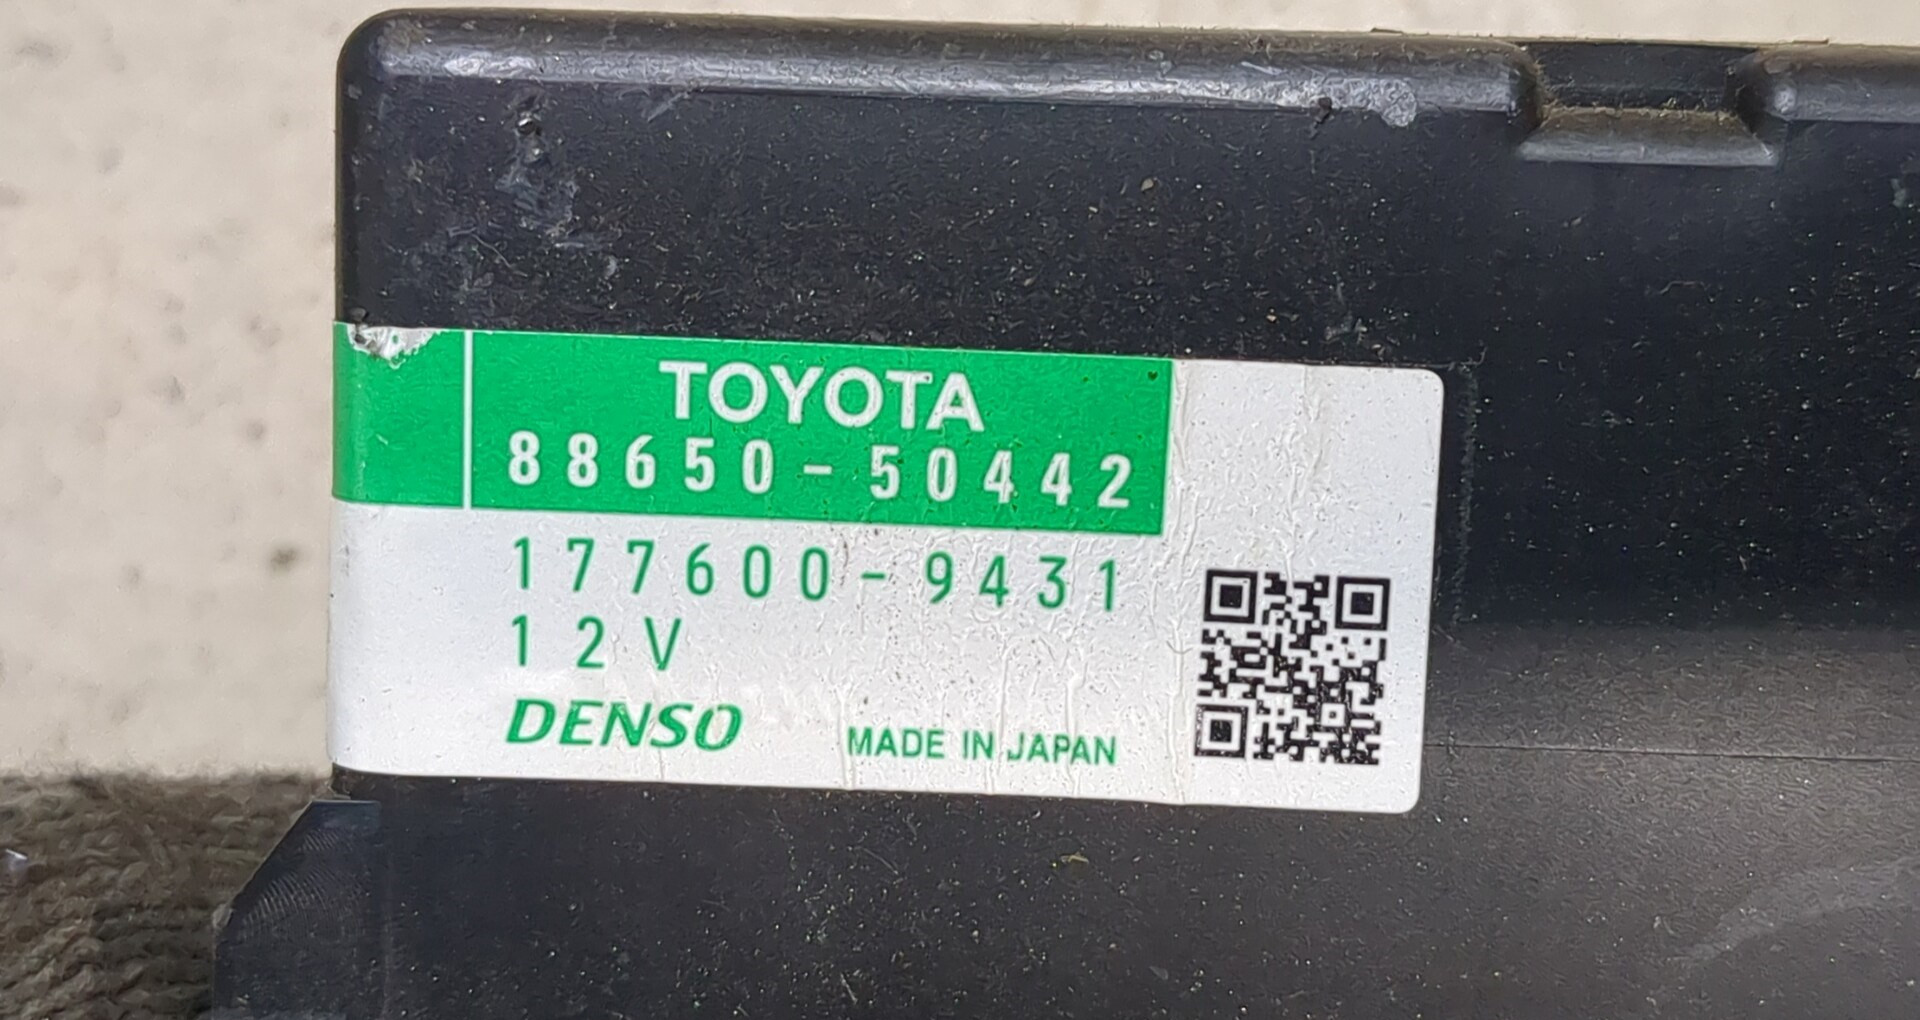 TOYOTA
88650-50442
177600-9431
12V
DENSO
MADE IN JAPAN